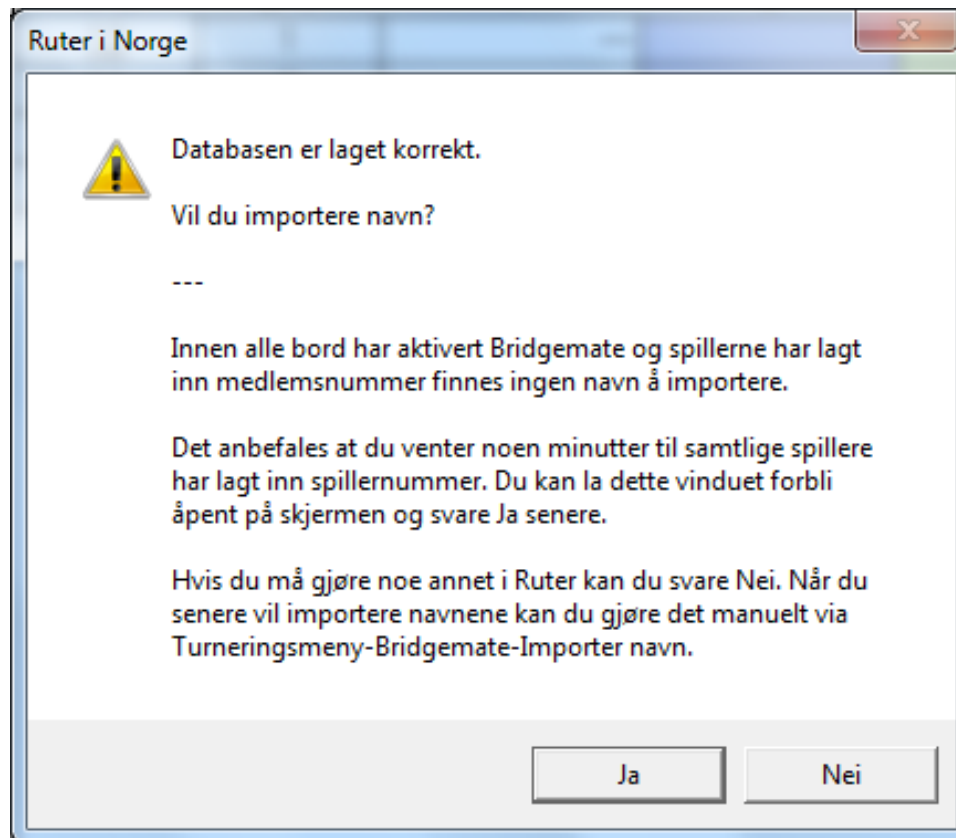 Ruter i Norge
Databasen er laget korrekt.
Vil du importere navn?
---
Innen alle bord har aktivert Bridgemate og spillerne har lagt
inn medlemsnummer finnes ingen navn å importere.
Det anbefales at du venter noen minutter til samtlige spillere
har lagt inn spillernummer. Du kan la dette vinduet forbli
åpent på skjermen og svare Ja senere.
Hvis du må gjøre noe annet i Ruter kan du svare Nei. Når du
senere vil importere navnene kan du gjøre det manuelt via
Turneringsmeny-Bridgemate-Importer navn.
Ja
Nei